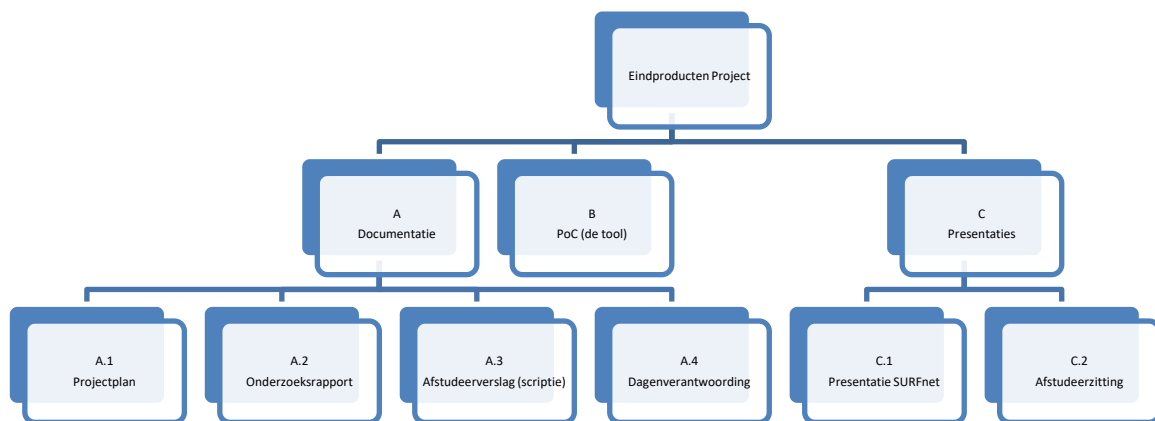 Eindproducten Project
A
Documentatie
B
PoC (de tool)
C
Presentaties
A.1
Projectplan
A.2
Onderzoeksrapport
A.3
Afstudeerverslag (scriptie)
A.4
Dagenverantwoording
C.1
Presentatie SURFnet
C.2
Afstudeerzitting